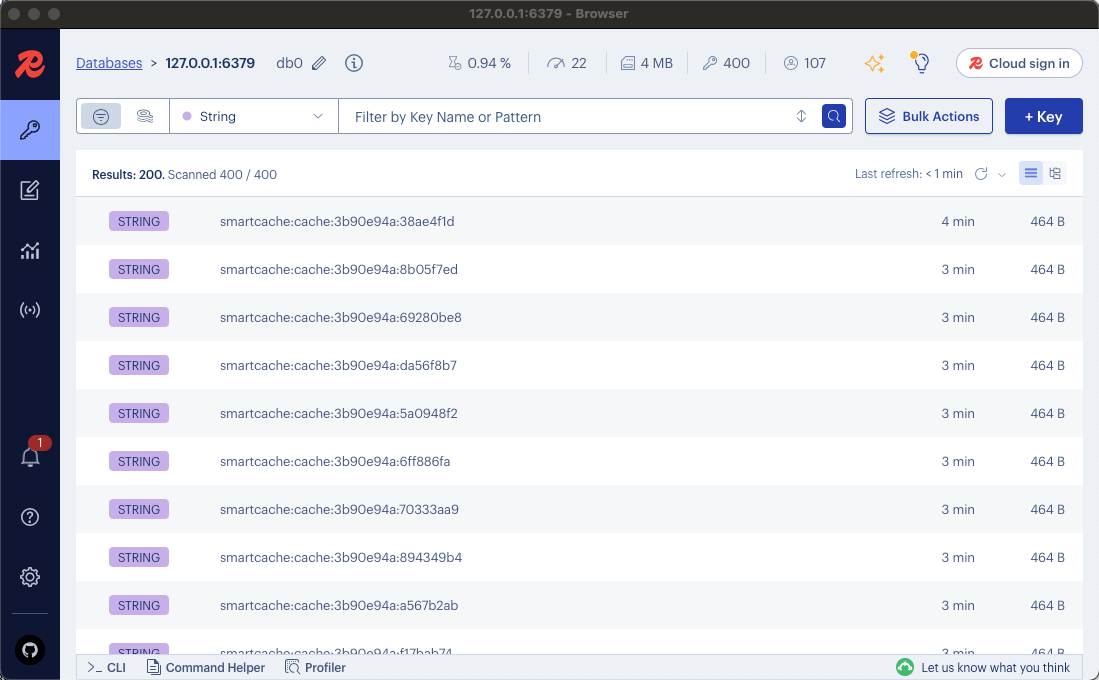 127.0.0.1:6379 - Browser
Databases > 127.0.0.1:6379 db0 0.94 % 22 4 MB 400 107 Cloud sign in
String Filter by Key Name or Pattern Bulk Actions + Key
Results: 200. Scanned 400 / 400 Last refresh: < 1 min
STRING smartcache:cache:3b90e94a:38ae4f1d 4 min 464 B
STRING smartcache:cache:3b90e94a:8b05f7ed 3 min 464 B
STRING smartcache:cache:3b90e94a:69280be8 3 min 464 B
STRING smartcache:cache:3b90e94a:da56f8b7 3 min 464 B
STRING smartcache:cache:3b90e94a:5a0948f2 3 min 464 B
STRING smartcache:cache:3b90e94a:6ff886fa 3 min 464 B
STRING smartcache:cache:3b90e94a:70333aa9 3 min 464 B
STRING smartcache:cache:3b90e94a:894349b4 3 min 464 B
STRING smartcache:cache:3b90e94a:a567b2ab 3 min 464 B
STRING smartcache:cache:3b90e94a:f17bab74 3 min 464 B
1
>_ CLI Command Helper Profiler Let us know what you think